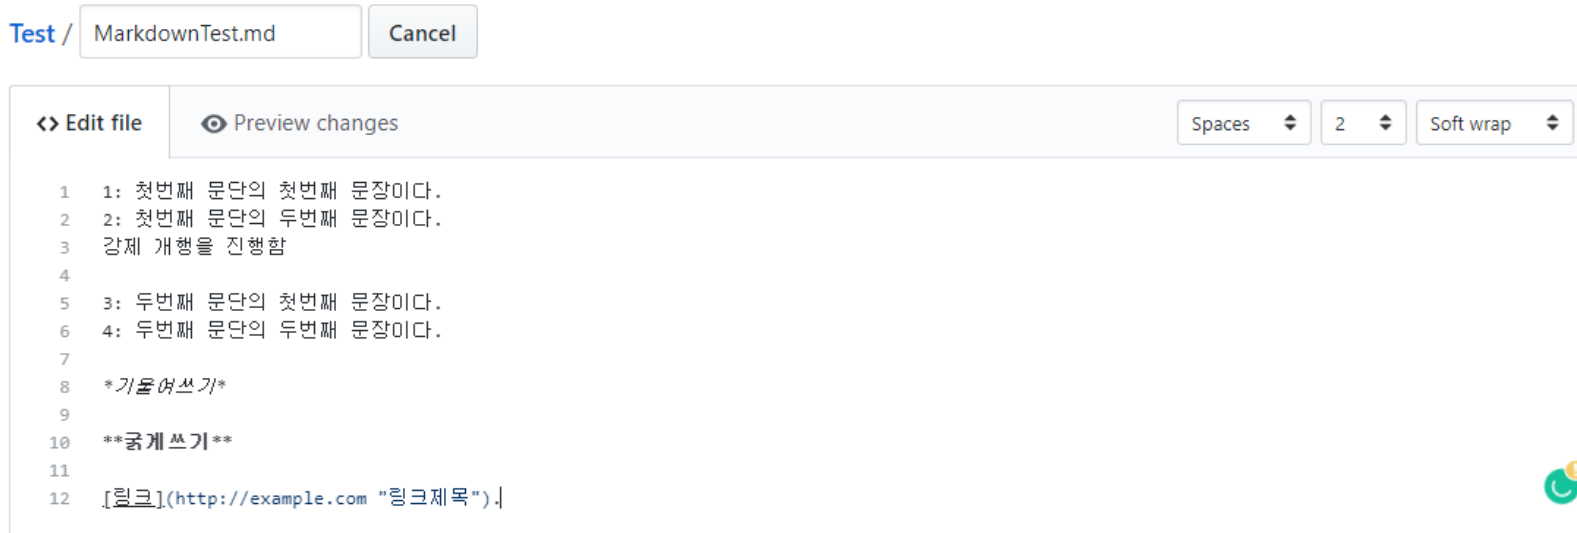 Test / MarkdownTest.md Cancel
<> Edit file Preview changes Spaces 2 Soft wrap
1 1: 첫번째 문단의 첫번째 문장이다.
2 2: 첫번째 문단의 두번째 문장이다.
3 강제 개행을 진행함
4
5 3: 두번째 문단의 첫번째 문장이다.
6 4: 두번째 문단의 두번째 문장이다.
7
8 *기울여쓰기*
9
10 **굵게쓰기**
11
12 [링크](http://example.com "링크제목").